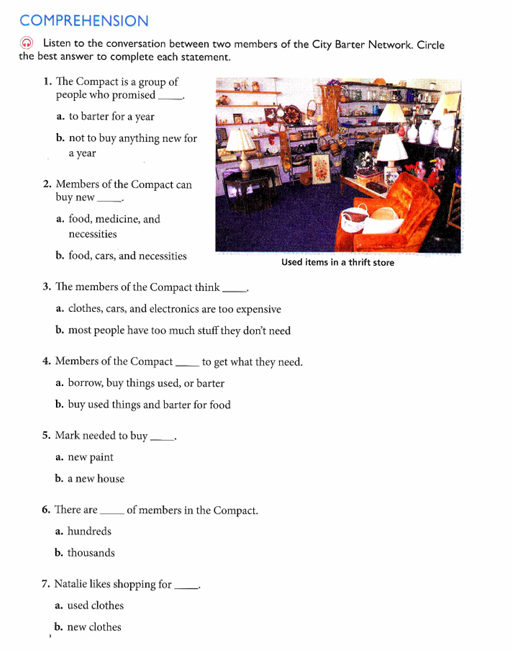 COMPREHENSION
Listen to the conversation between two members of the City Barter Network. Circle
the best answer to complete each statement.
1. The Compact is a group of
people who promised ____.
a. to barter for a year
b. not to buy anything new for
a year
2. Members of the Compact can
buy new ____.
a. food, medicine, and
necessities
b. food, cars, and necessities
Used items in a thrift store
3. The members of the Compact think ____.
a. clothes, cars, and electronics are too expensive
b. most people have too much stuff they don't need
4. Members of the Compact ____ to get what they need.
a. borrow, buy things used, or barter
b. buy used things and barter for food
5. Mark needed to buy ____.
a. new paint
b. a new house
6. There are ____ of members in the Compact.
a. hundreds
b. thousands
7. Natalie likes shopping for ____.
a. used clothes
b. new clothes